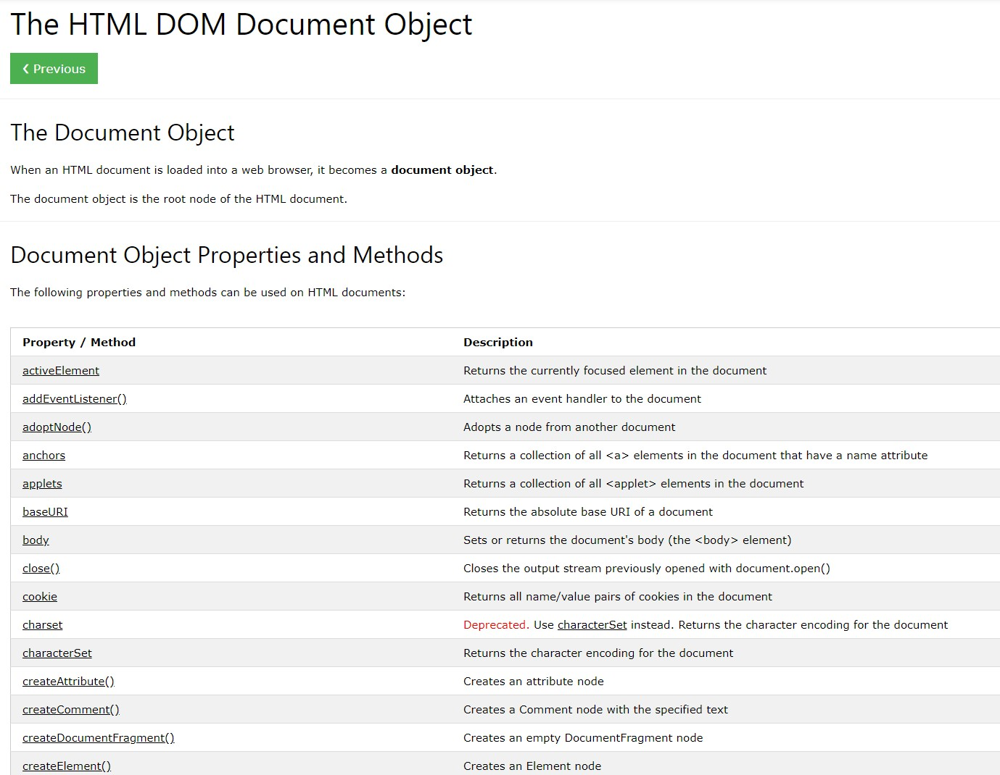 The HTML DOM Document Object
❮ Previous
The Document Object
When an HTML document is loaded into a web browser, it becomes a document object.
The document object is the root node of the HTML document.
Document Object Properties and Methods
The following properties and methods can be used on HTML documents:
Property / Method Description
activeElement Returns the currently focused element in the document
addEventListener() Attaches an event handler to the document
adoptNode() Adopts a node from another document
anchors Returns a collection of all <a> elements in the document that have a name attribute
applets Returns a collection of all <applet> elements in the document
baseURI Returns the absolute base URI of a document
body Sets or returns the document's body (the <body> element)
close() Closes the output stream previously opened with document.open()
cookie Returns all name/value pairs of cookies in the document
charset Deprecated. Use characterSet instead. Returns the character encoding for the document
characterSet Returns the character encoding for the document
createAttribute() Creates an attribute node
createComment() Creates a Comment node with the specified text
createDocumentFragment() Creates an empty DocumentFragment node
createElement() Creates an Element node